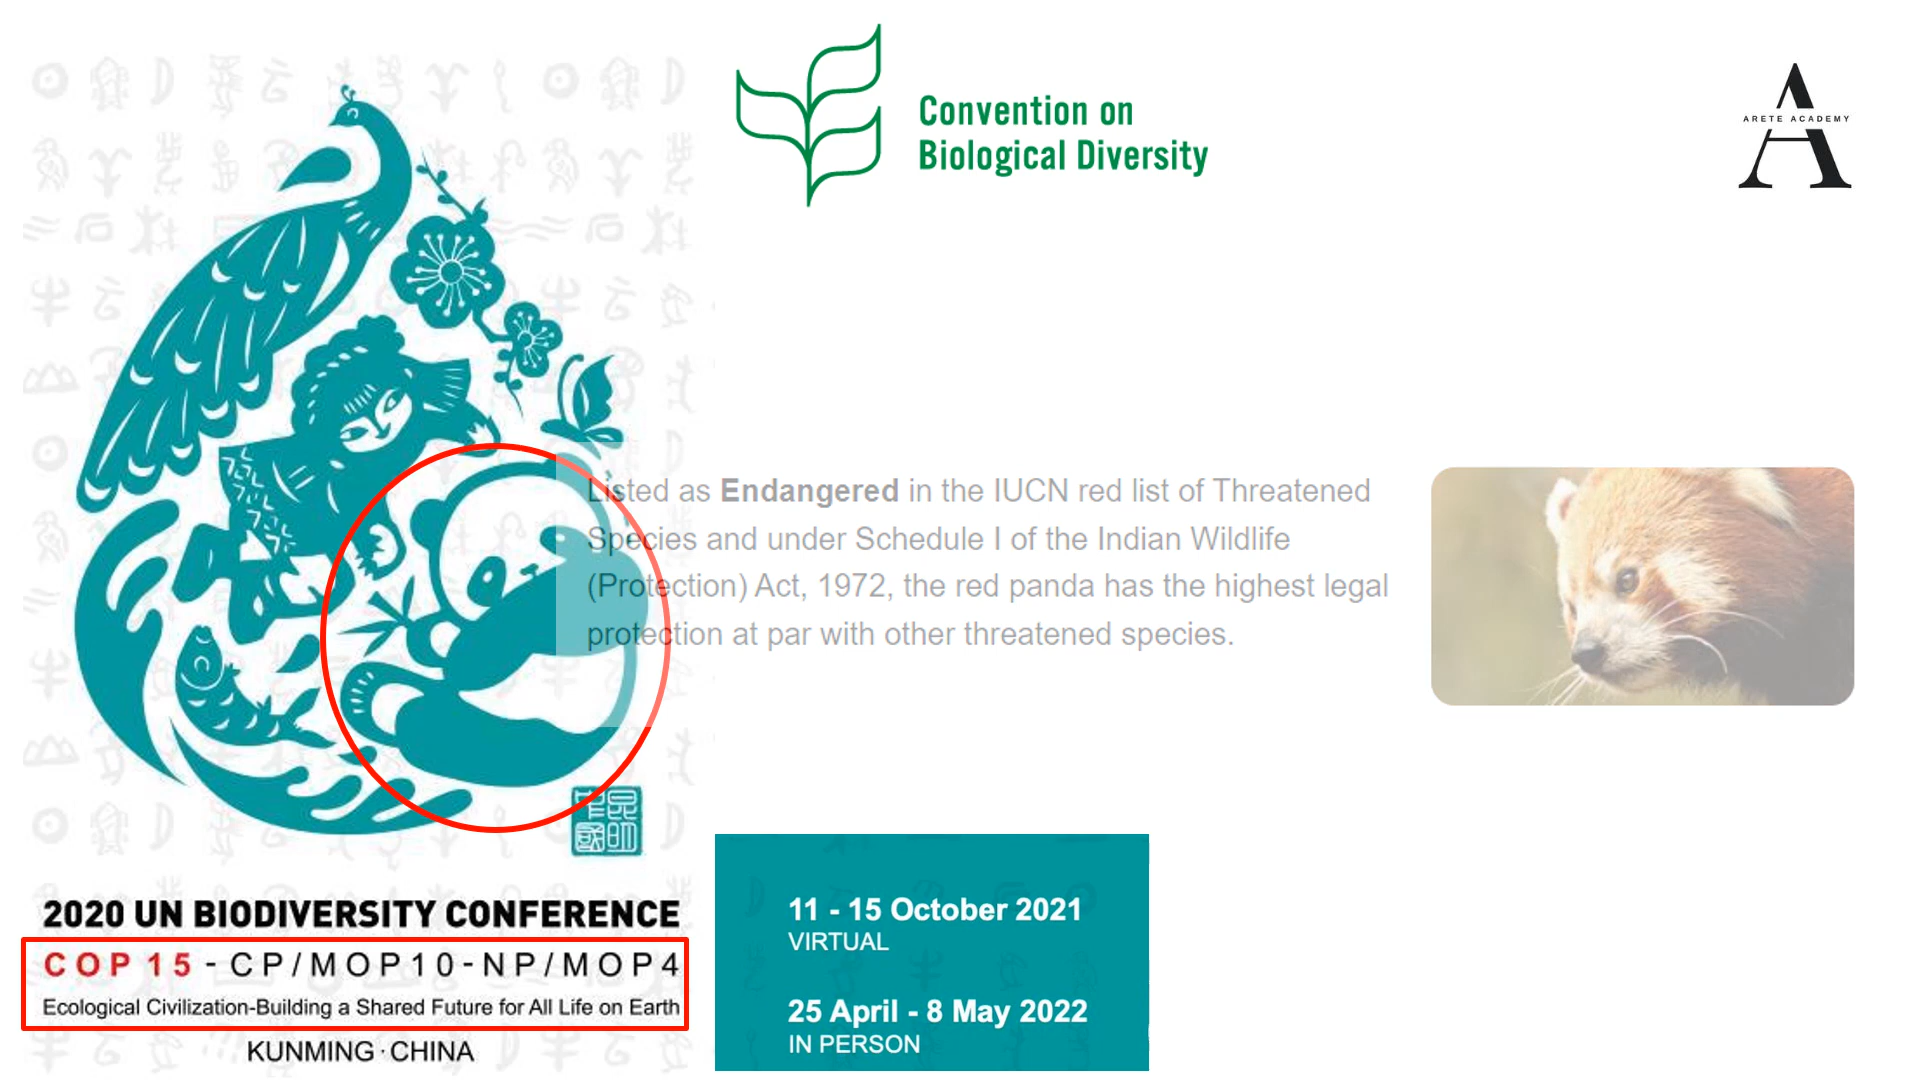 Convention on
Biological Diversity
ARETE ACADEMY
Listed as Endangered in the IUCN red list of Threatened
Species and under Schedule I of the Indian Wildlife
(Protection) Act, 1972, the red panda has the highest legal
protection at par with other threatened species.
2020 UN BIODIVERSITY CONFERENCE
COP 15 - CP/MOP10-NP/MOP4
Ecological Civilization-Building a Shared Future for All Life on Earth
KUNMING · CHINA
11 - 15 October 2021
VIRTUAL
25 April - 8 May 2022
IN PERSON